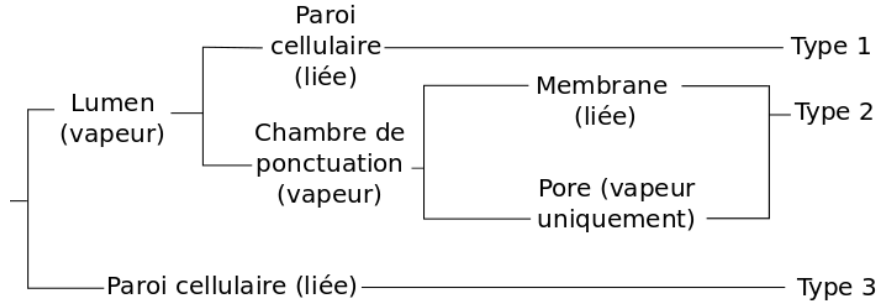 Paroi
cellulaire
(liée)
Type 1
Lumen
(vapeur)
Membrane
(liée)
Type 2
Chambre de
ponctuation
(vapeur)
Pore (vapeur
uniquement)
Paroi cellulaire (liée)
Type 3